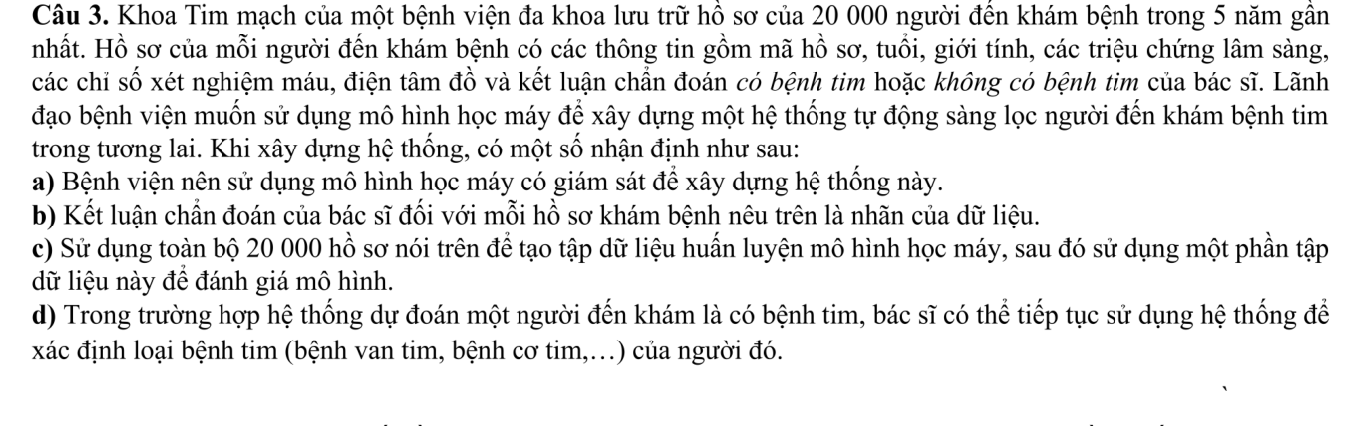 Câu 3. Khoa Tim mạch của một bệnh viện đa khoa lưu trữ hồ sơ của 20 000 người đến khám bệnh trong 5 năm gần
nhất. Hồ sơ của mỗi người đến khám bệnh có các thông tin gồm mã hồ sơ, tuổi, giới tính, các triệu chứng lâm sàng,
các chỉ số xét nghiệm máu, điện tâm đồ và kết luận chẩn đoán có bệnh tim hoặc không có bệnh tim của bác sĩ. Lãnh
đạo bệnh viện muốn sử dụng mô hình học máy để xây dựng một hệ thống tự động sàng lọc người đến khám bệnh tim
trong tương lai. Khi xây dựng hệ thống, có một số nhận định như sau:
a) Bệnh viện nên sử dụng mô hình học máy có giám sát để xây dựng hệ thống này.
b) Kết luận chẩn đoán của bác sĩ đối với mỗi hồ sơ khám bệnh nêu trên là nhãn của dữ liệu.
c) Sử dụng toàn bộ 20 000 hồ sơ nói trên để tạo tập dữ liệu huấn luyện mô hình học máy, sau đó sử dụng một phần tập
dữ liệu này để đánh giá mô hình.
d) Trong trường hợp hệ thống dự đoán một người đến khám là có bệnh tim, bác sĩ có thể tiếp tục sử dụng hệ thống để
xác định loại bệnh tim (bệnh van tim, bệnh cơ tim,…) của người đó.